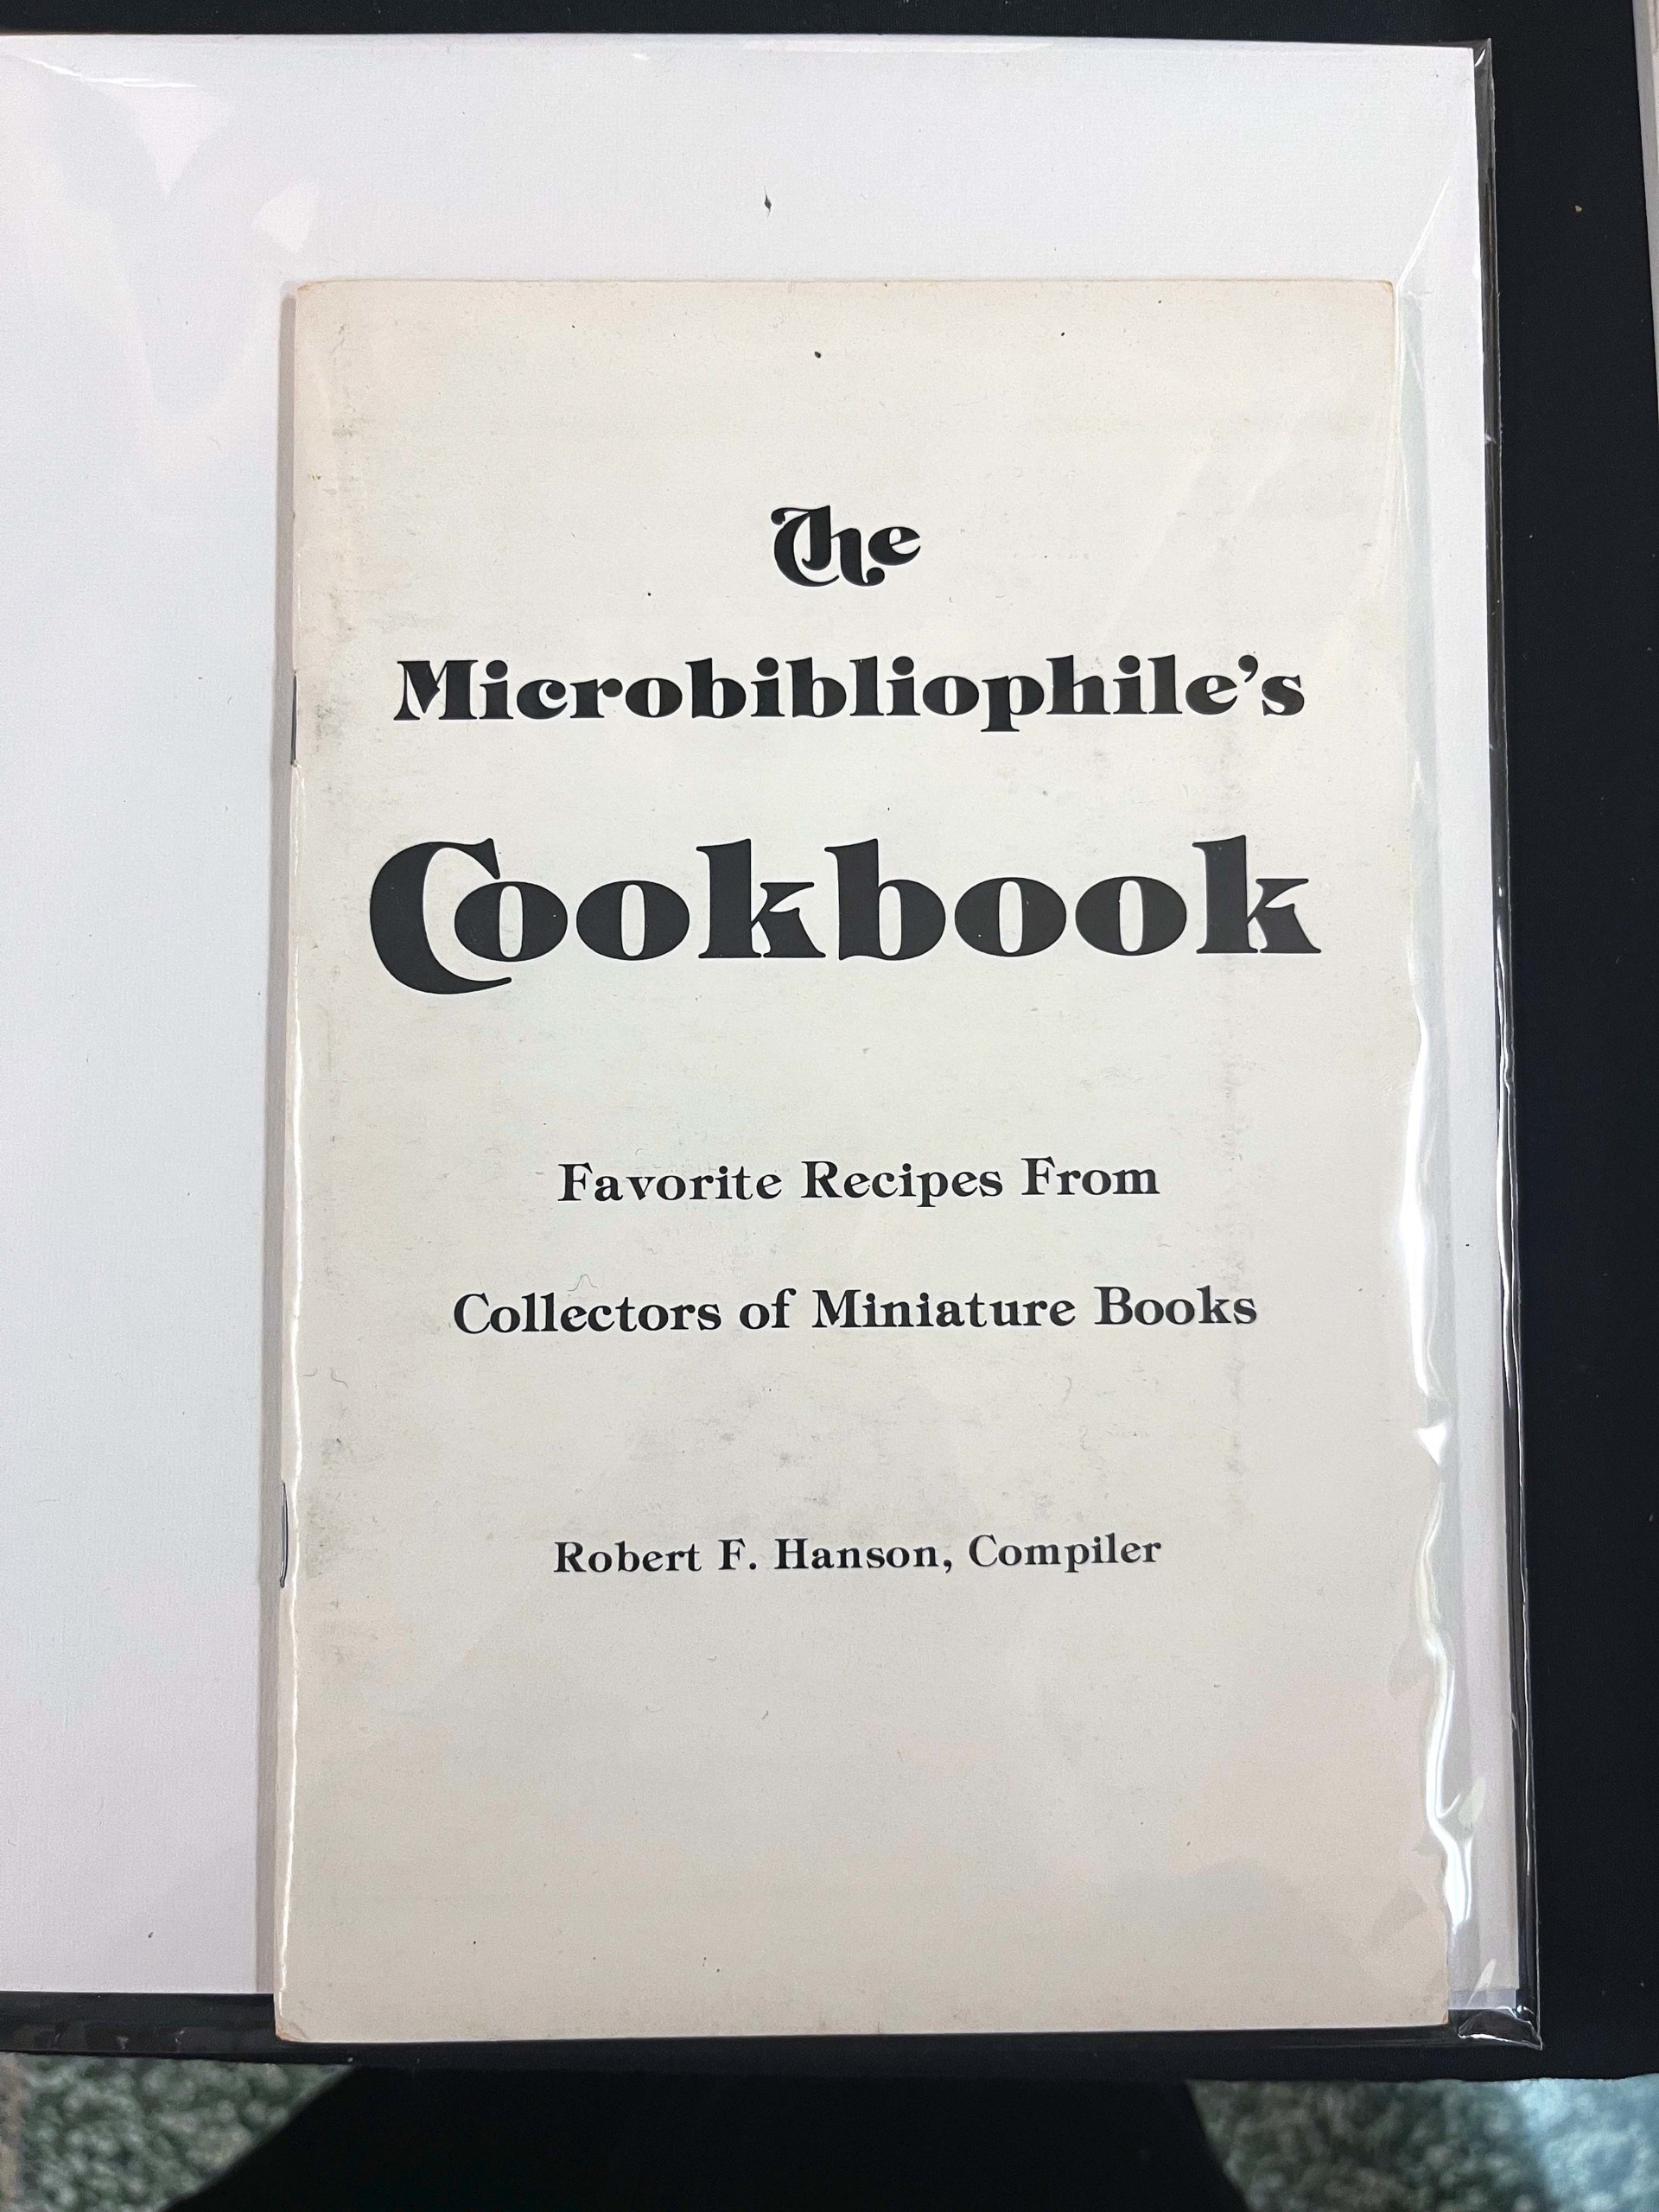 The
Microbibliophile's
Cookbook
Favorite Recipes From
Collectors of Miniature Books
Robert F. Hanson, Compiler